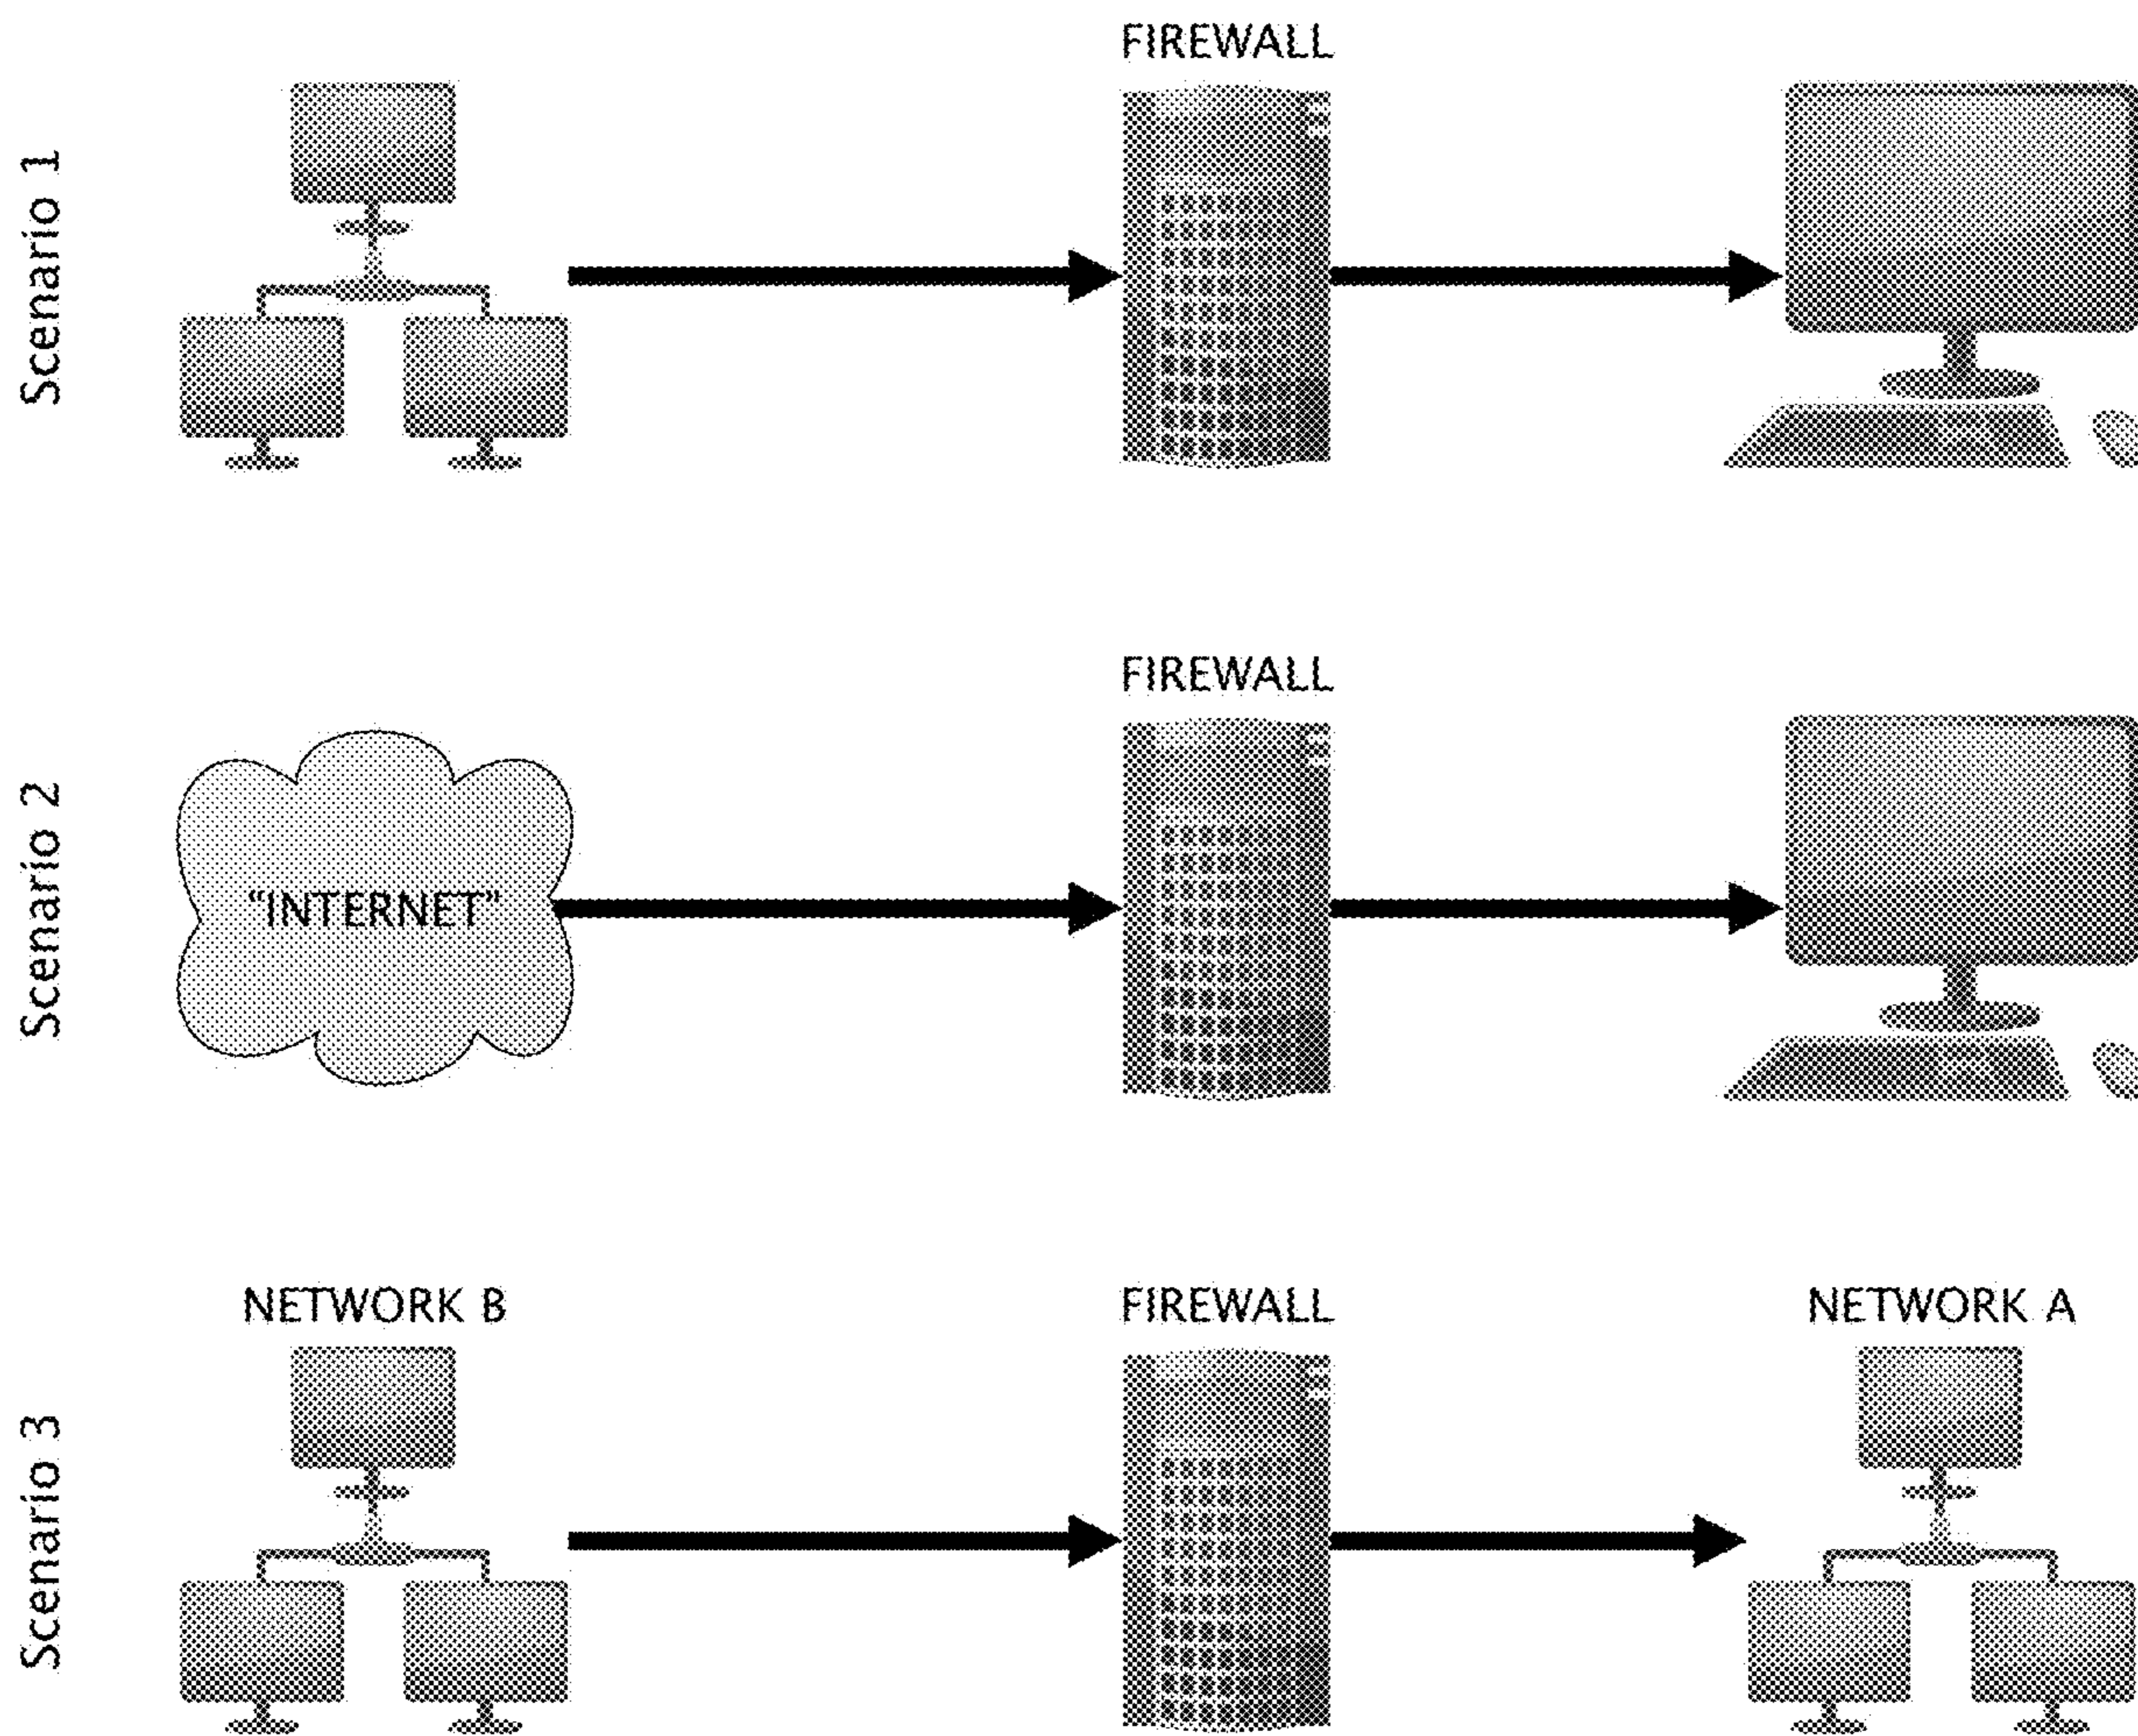 Scenario 1
FIREWALL
Scenario 2
FIREWALL
"INTERNET"
Scenario 3
NETWORK B
FIREWALL
NETWORK A